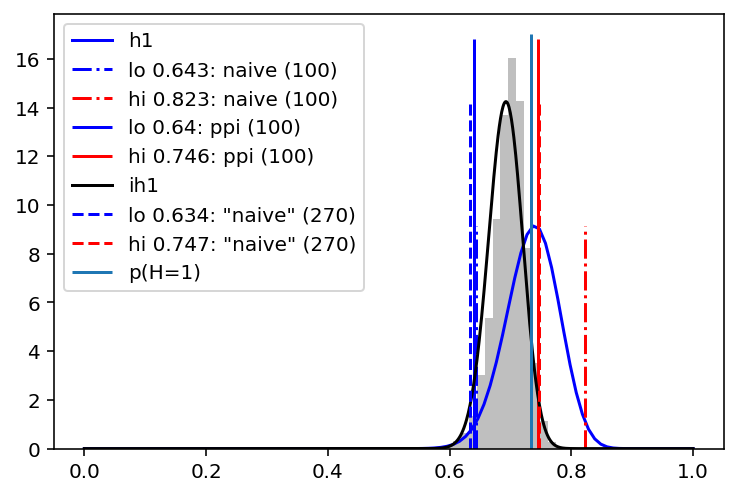 h1
lo 0.643: naive (100)
hi 0.823: naive (100)
lo 0.64: ppi (100)
hi 0.746: ppi (100)
ih1
lo 0.634: "naive" (270)
hi 0.747: "naive" (270)
p(H=1)
16
14
12
10
8
6
4
2
0
0.0 0.2 0.4 0.6 0.8 1.0